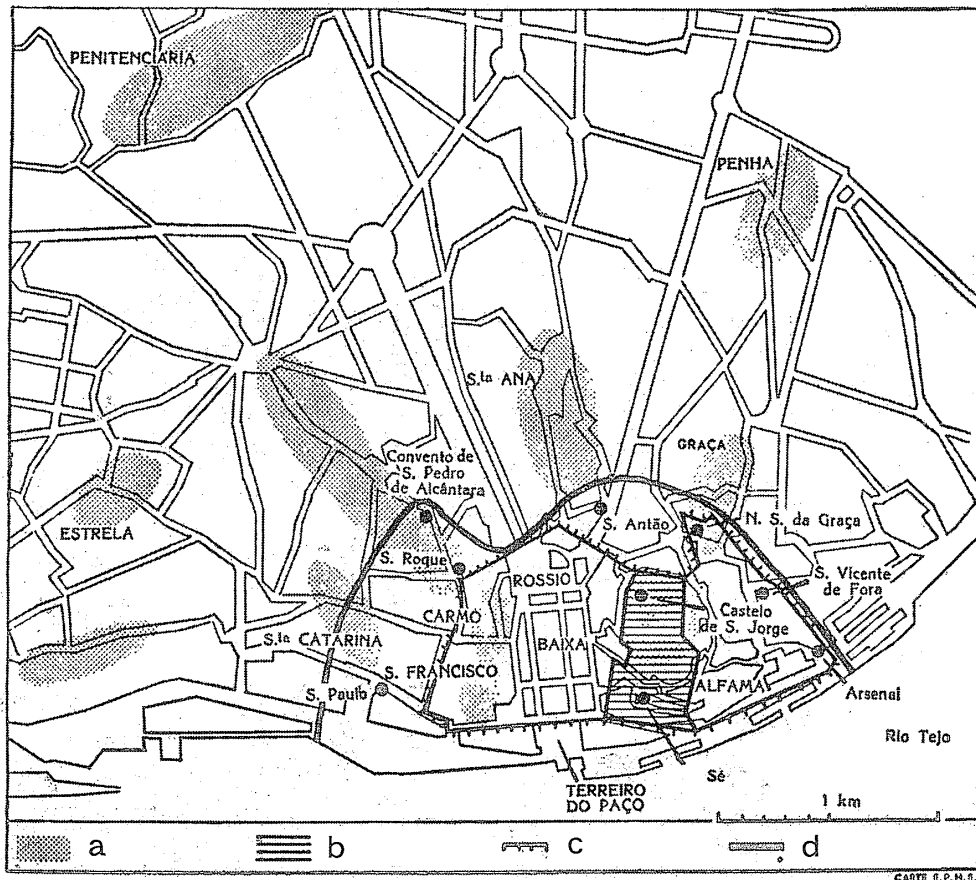 PENITENCIÁRIA
PENHA
S.ta ANA
GRAÇA
Convento de
S. Pedro
de Alcântara
ESTRELA
S. Antão
N. S. da Graça
S. Roque
ROSSIO
S. Vicente
de Fora
CARMO
Castelo
de S. Jorge
S.ta CATARINA
BAIXA
S. FRANCISCO
S. Paulo
ALFAMA
Arsenal
Rio Tejo
Sé
TERREIRO
DO PAÇO
1 km
a
b
c
d